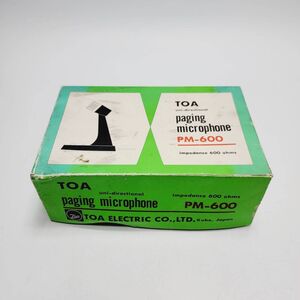 TOA
uni-directional
paging
microphone
PM-600
impedance 600 ohms
TOA
uni-directional
impedance 600 ohms
paging microphone PM-600
TOA ELECTRIC CO.,LTD. Kobe, Japan